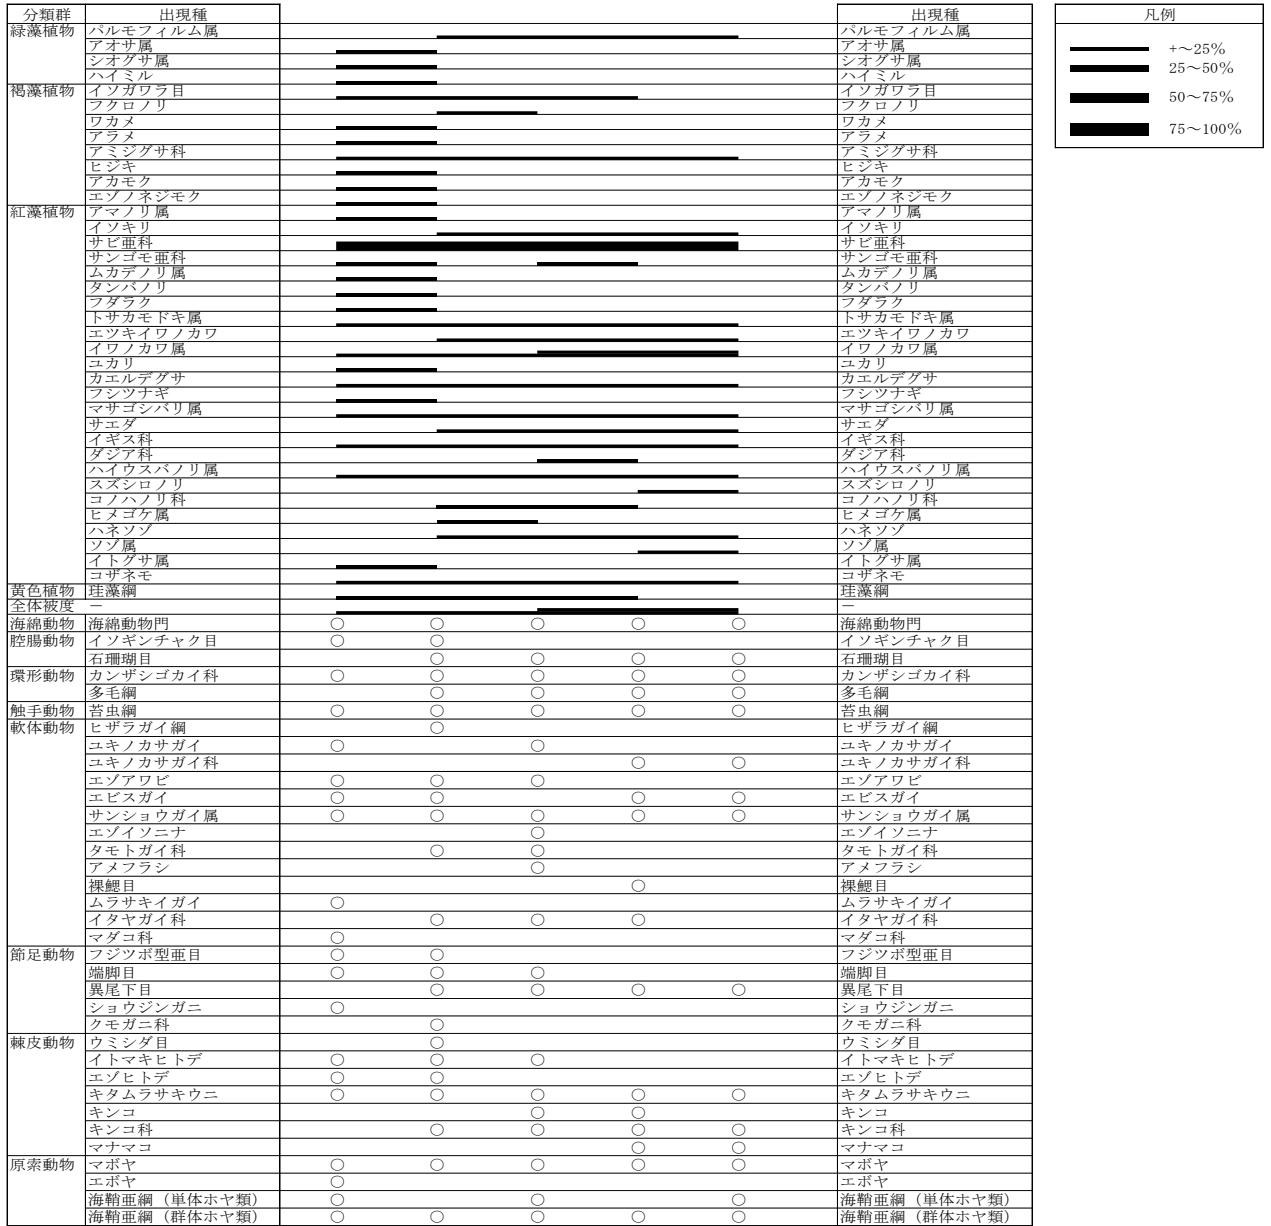 分類群 出現種 出現種
緑藻植物 パルモフィルム属 パルモフィルム属
アオサ属 アオサ属
シオグサ属 シオグサ属
ハイミル ハイミル
褐藻植物 イソガワラ目 イソガワラ目
フクロノリ フクロノリ
ワカメ ワカメ
アラメ アラメ
アミジグサ科 アミジグサ科
ヒジキ ヒジキ
アカモク アカモク
エゾノネジモク エゾノネジモク
紅藻植物 アマノリ属 アマノリ属
イソキリ イソキリ
サビ亜科 サビ亜科
サンゴモ亜科 サンゴモ亜科
ムカデノリ属 ムカデノリ属
タンバノリ タンバノリ
フダラク フダラク
トサカモドキ属 トサカモドキ属
エツキイワノカワ エツキイワノカワ
イワノカワ属 イワノカワ属
ユカリ ユカリ
カエルデグサ カエルデグサ
フシツナギ フシツナギ
マサゴシバリ属 マサゴシバリ属
サエダ サエダ
イギス科 イギス科
ダジア科 ダジア科
ハイウスバノリ属 ハイウスバノリ属
スズシロノリ スズシロノリ
コノハノリ科 コノハノリ科
ヒメゴケ属 ヒメゴケ属
ハネソゾ ハネソゾ
ソゾ属 ソゾ属
イトグサ属 イトグサ属
コザネモ コザネモ
黄色植物 珪藻綱 珪藻綱
全体被度 － －
海綿動物 海綿動物門 ○ ○ ○ ○ ○ 海綿動物門
腔腸動物 イソギンチャク目 ○ ○ イソギンチャク目
石珊瑚目 ○ ○ ○ ○ 石珊瑚目
環形動物 カンザシゴカイ科 ○ ○ ○ ○ ○ カンザシゴカイ科
多毛綱 ○ ○ ○ ○ 多毛綱
触手動物 苔虫綱 ○ ○ ○ ○ ○ 苔虫綱
軟体動物 ヒザラガイ綱 ○ ヒザラガイ綱
ユキノカサガイ ○ ○ ユキノカサガイ
ユキノカサガイ科 ○ ○ ユキノカサガイ科
エゾアワビ ○ ○ ○ エゾアワビ
エビスガイ ○ ○ ○ ○ エビスガイ
サンショウガイ属 ○ ○ ○ ○ ○ サンショウガイ属
エゾイソニナ ○ エゾイソニナ
タモトガイ科 ○ ○ タモトガイ科
アメフラシ ○ アメフラシ
裸鰓目 ○ 裸鰓目
ムラサキイガイ ○ ムラサキイガイ
イタヤガイ科 ○ ○ ○ イタヤガイ科
マダコ科 ○ マダコ科
節足動物 フジツボ型亜目 ○ ○ フジツボ型亜目
端脚目 ○ ○ ○ 端脚目
異尾下目 ○ ○ ○ ○ 異尾下目
ショウジンガニ ○ ショウジンガニ
クモガニ科 ○ クモガニ科
棘皮動物 ウミシダ目 ○ ウミシダ目
イトマキヒトデ ○ ○ ○ イトマキヒトデ
エゾヒトデ ○ ○ エゾヒトデ
キタムラサキウニ ○ ○ ○ ○ ○ キタムラサキウニ
キンコ ○ ○ キンコ
キンコ科 ○ ○ ○ ○ キンコ科
マナマコ ○ ○ マナマコ
原索動物 マボヤ ○ ○ ○ ○ ○ マボヤ
エボヤ ○ エボヤ
海鞘亜綱（単体ホヤ類） ○ ○ ○ 海鞘亜綱（単体ホヤ類）
海鞘亜綱（群体ホヤ類） ○ ○ ○ ○ ○ 海鞘亜綱（群体ホヤ類）
凡例
+～25%
25～50%
50～75%
75～100%